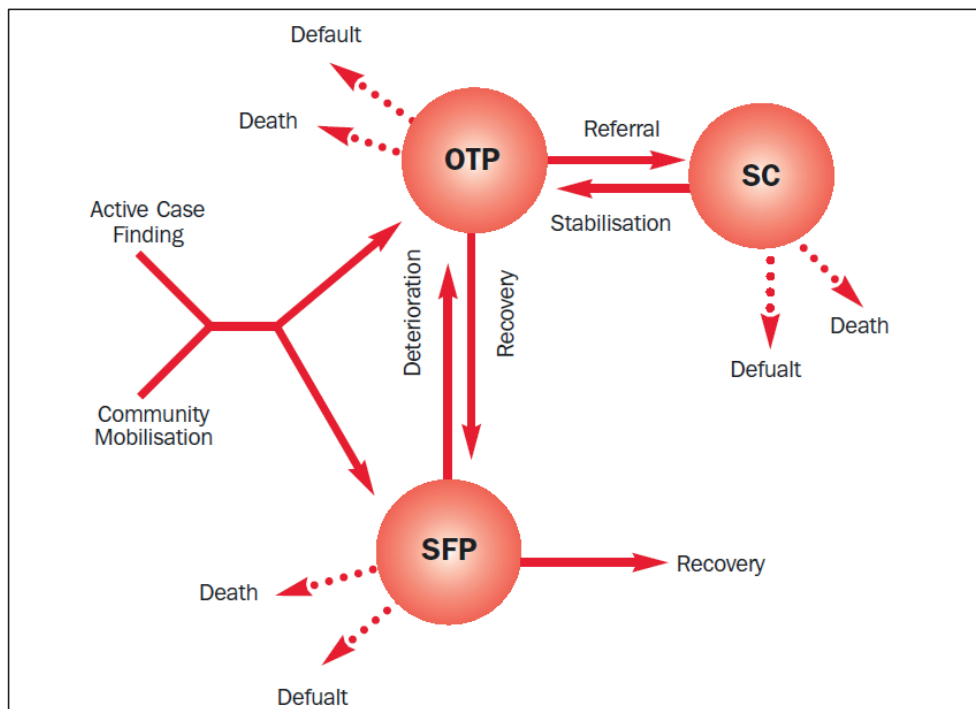 Default
Death
OTP
Referral
SC
Stabilisation
Active Case
Finding
Deterioration
Recovery
Death
Defualt
Community
Mobilisation
SFP
Recovery
Death
Defualt